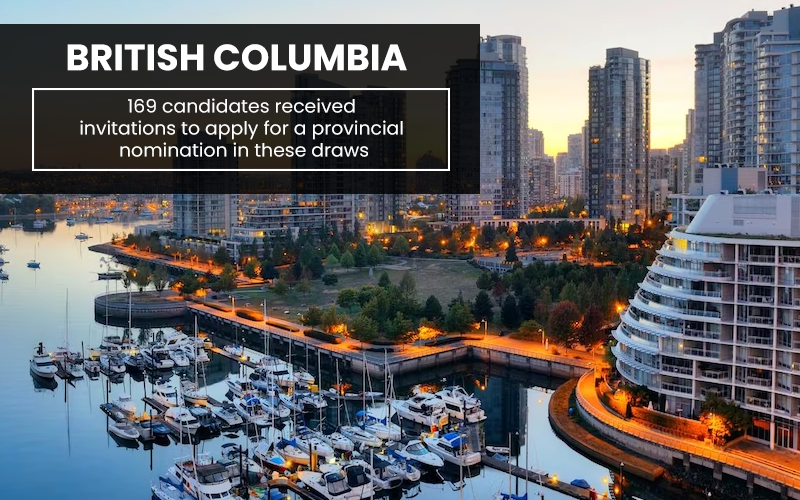 BRITISH COLUMBIA
169 candidates received
invitations to apply for a provincial
nomination in these draws